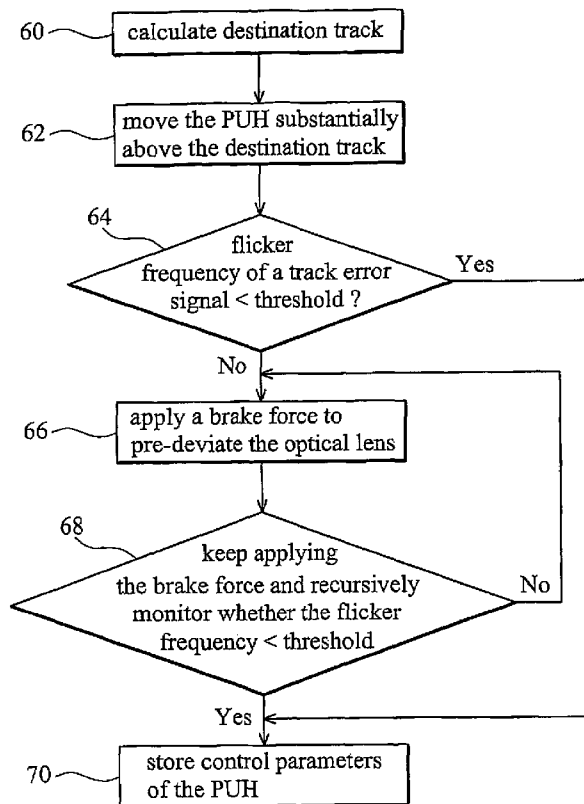 60
calculate destination track
62
move the PUH substantially
above the destination track
64
flicker
frequency of a track error
signal < threshold ?
Yes
No
66
apply a brake force to
pre-deviate the optical lens
68
keep applying
the brake force and recursively
monitor whether the flicker
frequency < threshold
No
Yes
70
store control parameters
of the PUH